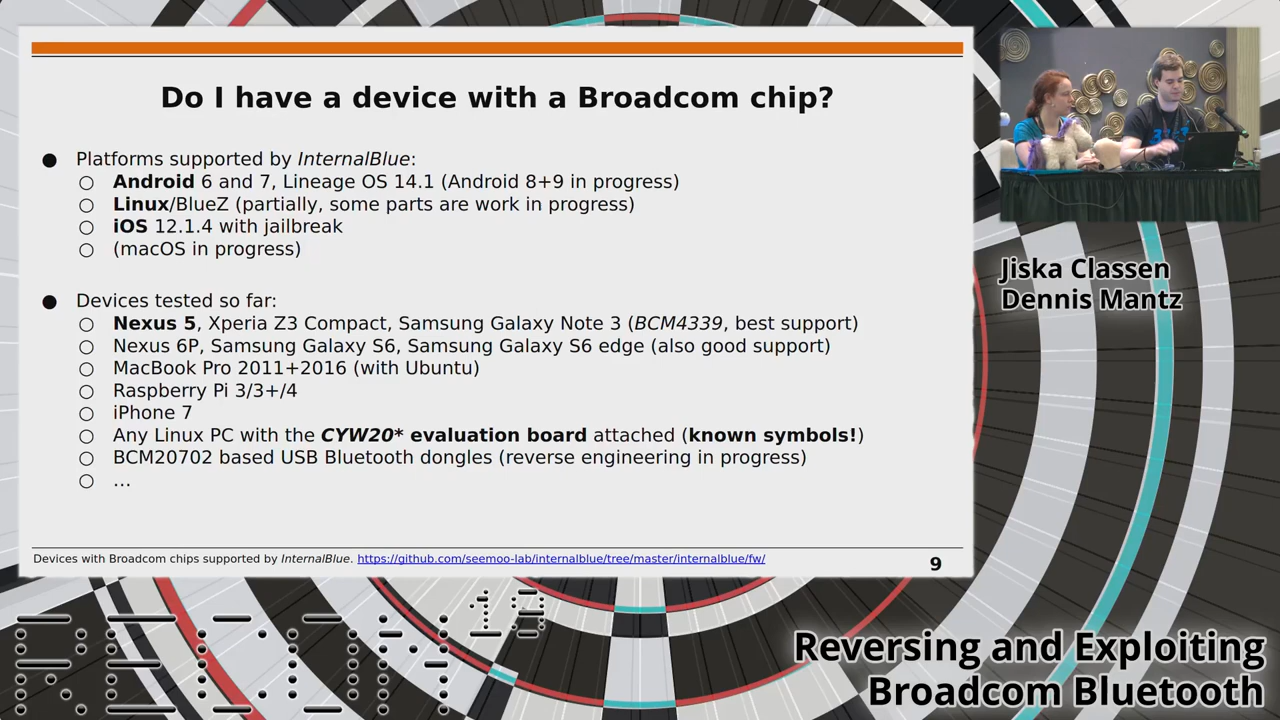 Do I have a device with a Broadcom chip?
● Platforms supported by InternalBlue:
○ Android 6 and 7, Lineage OS 14.1 (Android 8+9 in progress)
○ Linux/BlueZ (partially, some parts are work in progress)
○ iOS 12.1.4 with jailbreak
○ (macOS in progress)
● Devices tested so far:
○ Nexus 5, Xperia Z3 Compact, Samsung Galaxy Note 3 (BCM4339, best support)
○ Nexus 6P, Samsung Galaxy S6, Samsung Galaxy S6 edge (also good support)
○ MacBook Pro 2011+2016 (with Ubuntu)
○ Raspberry Pi 3/3+/4
○ iPhone 7
○ Any Linux PC with the CYW20* evaluation board attached (known symbols!)
○ BCM20702 based USB Bluetooth dongles (reverse engineering in progress)
○ ...
Devices with Broadcom chips supported by InternalBlue. https://github.com/seemoo-lab/internalblue/tree/master/internalblue/fw/
9
Jiska Classen
Dennis Mantz
RECON 19
Reversing and Exploiting
Broadcom Bluetooth